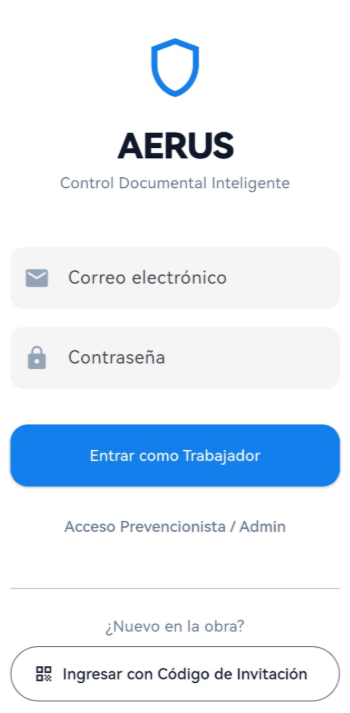 AERUS
Control Documental Inteligente
Correo electrónico
Contraseña
Entrar como Trabajador
Acceso Prevencionista / Admin
¿Nuevo en la obra?
Ingresar con Código de Invitación